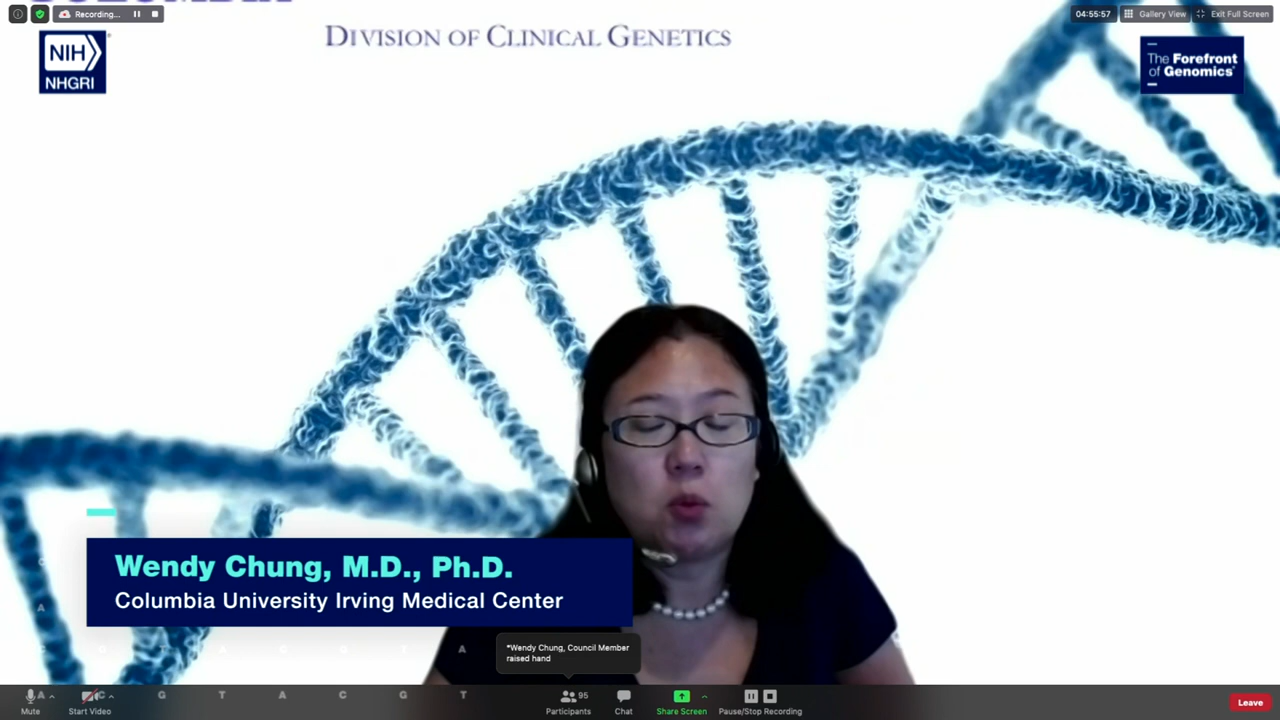 COLUMBIA
Recording...
04:55:57
Gallery View
Exit Full Screen
DIVISION OF CLINICAL GENETICS
NIH
NHGRI
The Forefront
of Genomics®
Wendy Chung, M.D., Ph.D.
Columbia University Irving Medical Center
*Wendy Chung, Council Member
raised hand
A C G T A C G T
Mute
Start Video
95
Participants
Chat
Share Screen
Pause/Stop Recording
Leave